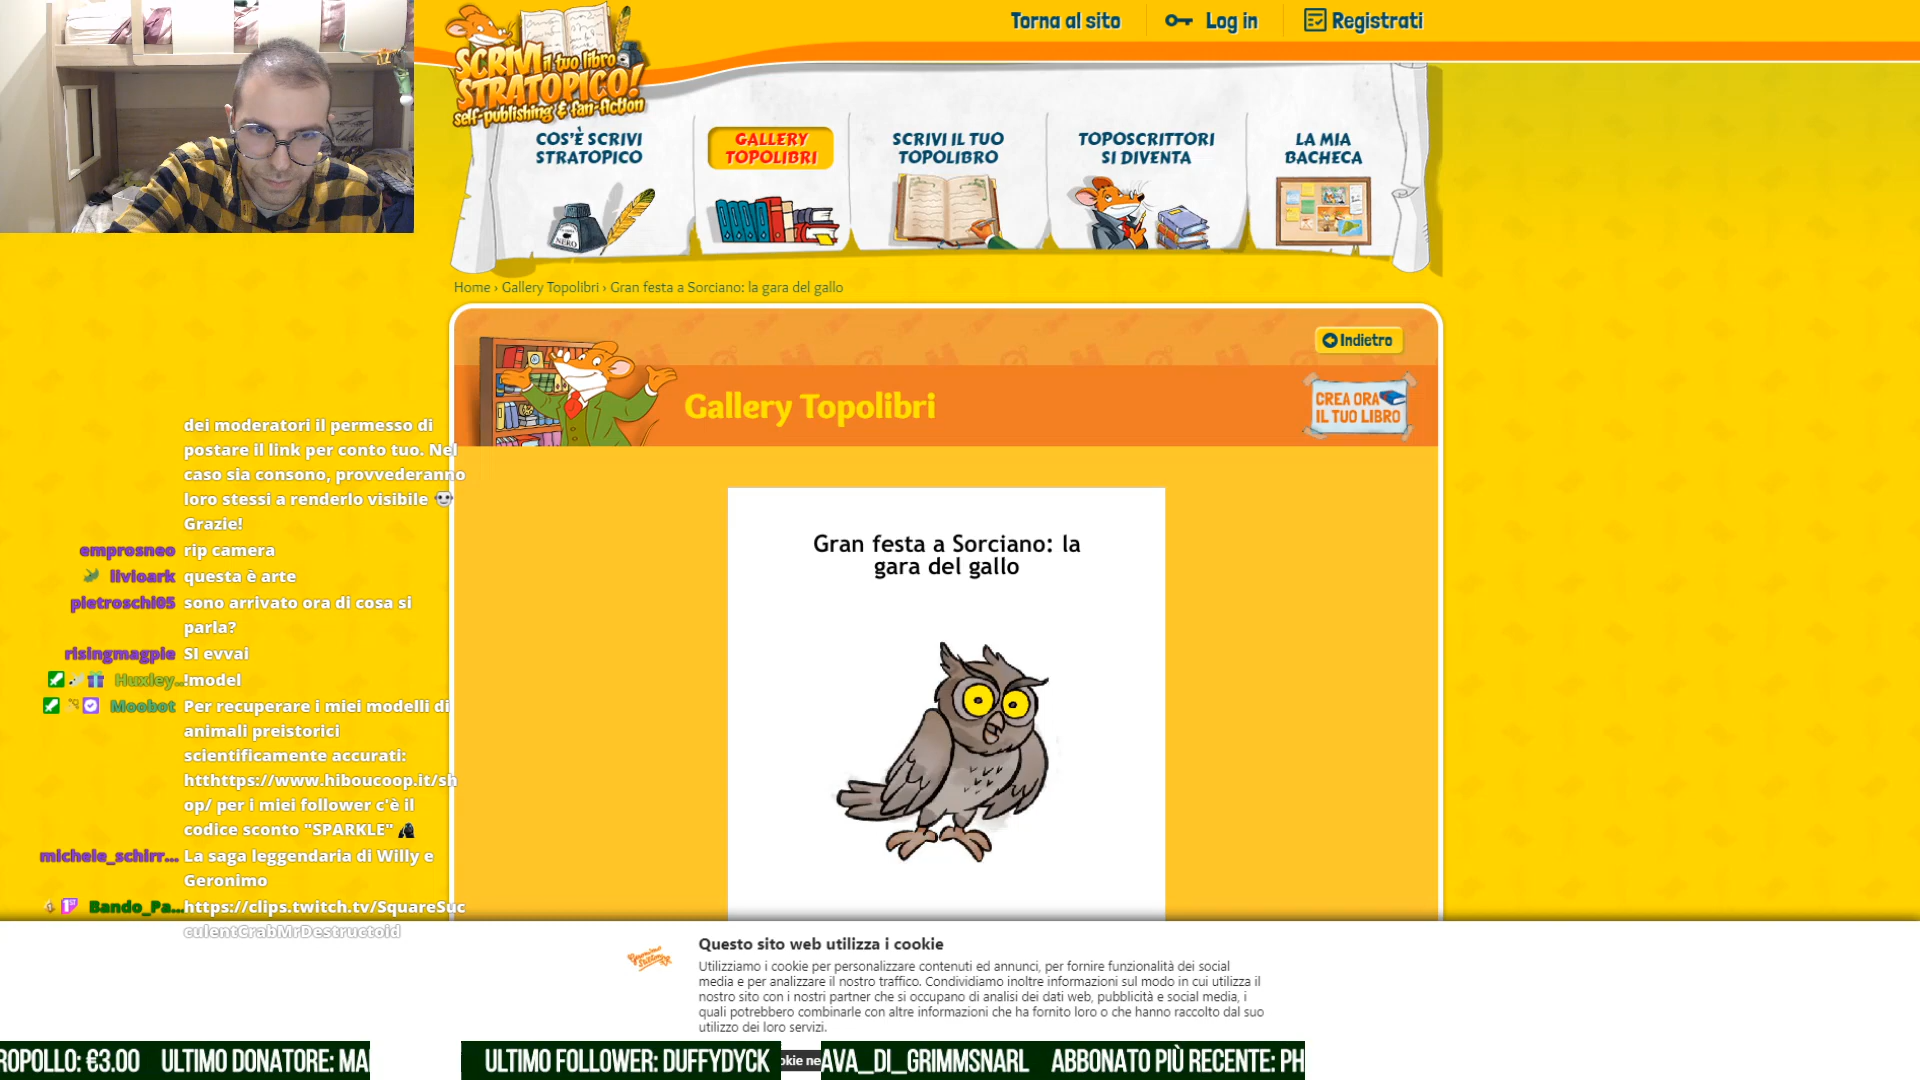 SCRIVI il tuo libro
STRATOPICO!
self-publishing & fan-fiction
Torna al sito
Log in
Registrati
COS'È SCRIVI
STRATOPICO
GALLERY
TOPOLIBRI
SCRIVI IL TUO
TOPOLIBRO
TOPOSCRITTORI
SI DIVENTA
LA MIA
BACHECA
NERO
Home › Gallery Topolibri › Gran festa a Sorciano: la gara del gallo
Indietro
Gallery Topolibri
CREA ORA
IL TUO LIBRO
Gran festa a Sorciano: la
gara del gallo
dei moderatori il permesso di
postare il link per conto tuo. Nel
caso sia consono, provvederanno
loro stessi a renderlo visibile
Grazie!
emprosneo rip camera
livioark questa è arte
pietroschi05 sono arrivato ora di cosa si
parla?
risingmagpie SI evvai
Huxley... !model
Moobot Per recuperare i miei modelli di
animali preistorici
scientificamente accurati:
htthttps://www.hiboucoop.it/sh
op/ per i miei follower c'è il
codice sconto "SPARKLE"
michele_schirr... La saga leggendaria di Willy e
Geronimo
Bando_Pa... https://clips.twitch.tv/SquareSuc
culentCrabMrDestructoid
Questo sito web utilizza i cookie
Utilizziamo i cookie per personalizzare contenuti ed annunci, per fornire funzionalità dei social
media e per analizzare il nostro traffico. Condividiamo inoltre informazioni sul modo in cui utilizza il
nostro sito con i nostri partner che si occupano di analisi dei dati web, pubblicità e social media, i
quali potrebbero combinarle con altre informazioni che ha fornito loro o che hanno raccolto dal suo
utilizzo dei loro servizi.
ROPOLLO: €3.00 ULTIMO DONATORE: MA
ULTIMO FOLLOWER: DUFFYDYCK
okie ne
AVA_DI_GRIMMSNARL ABBONATO PIÙ RECENTE: PH